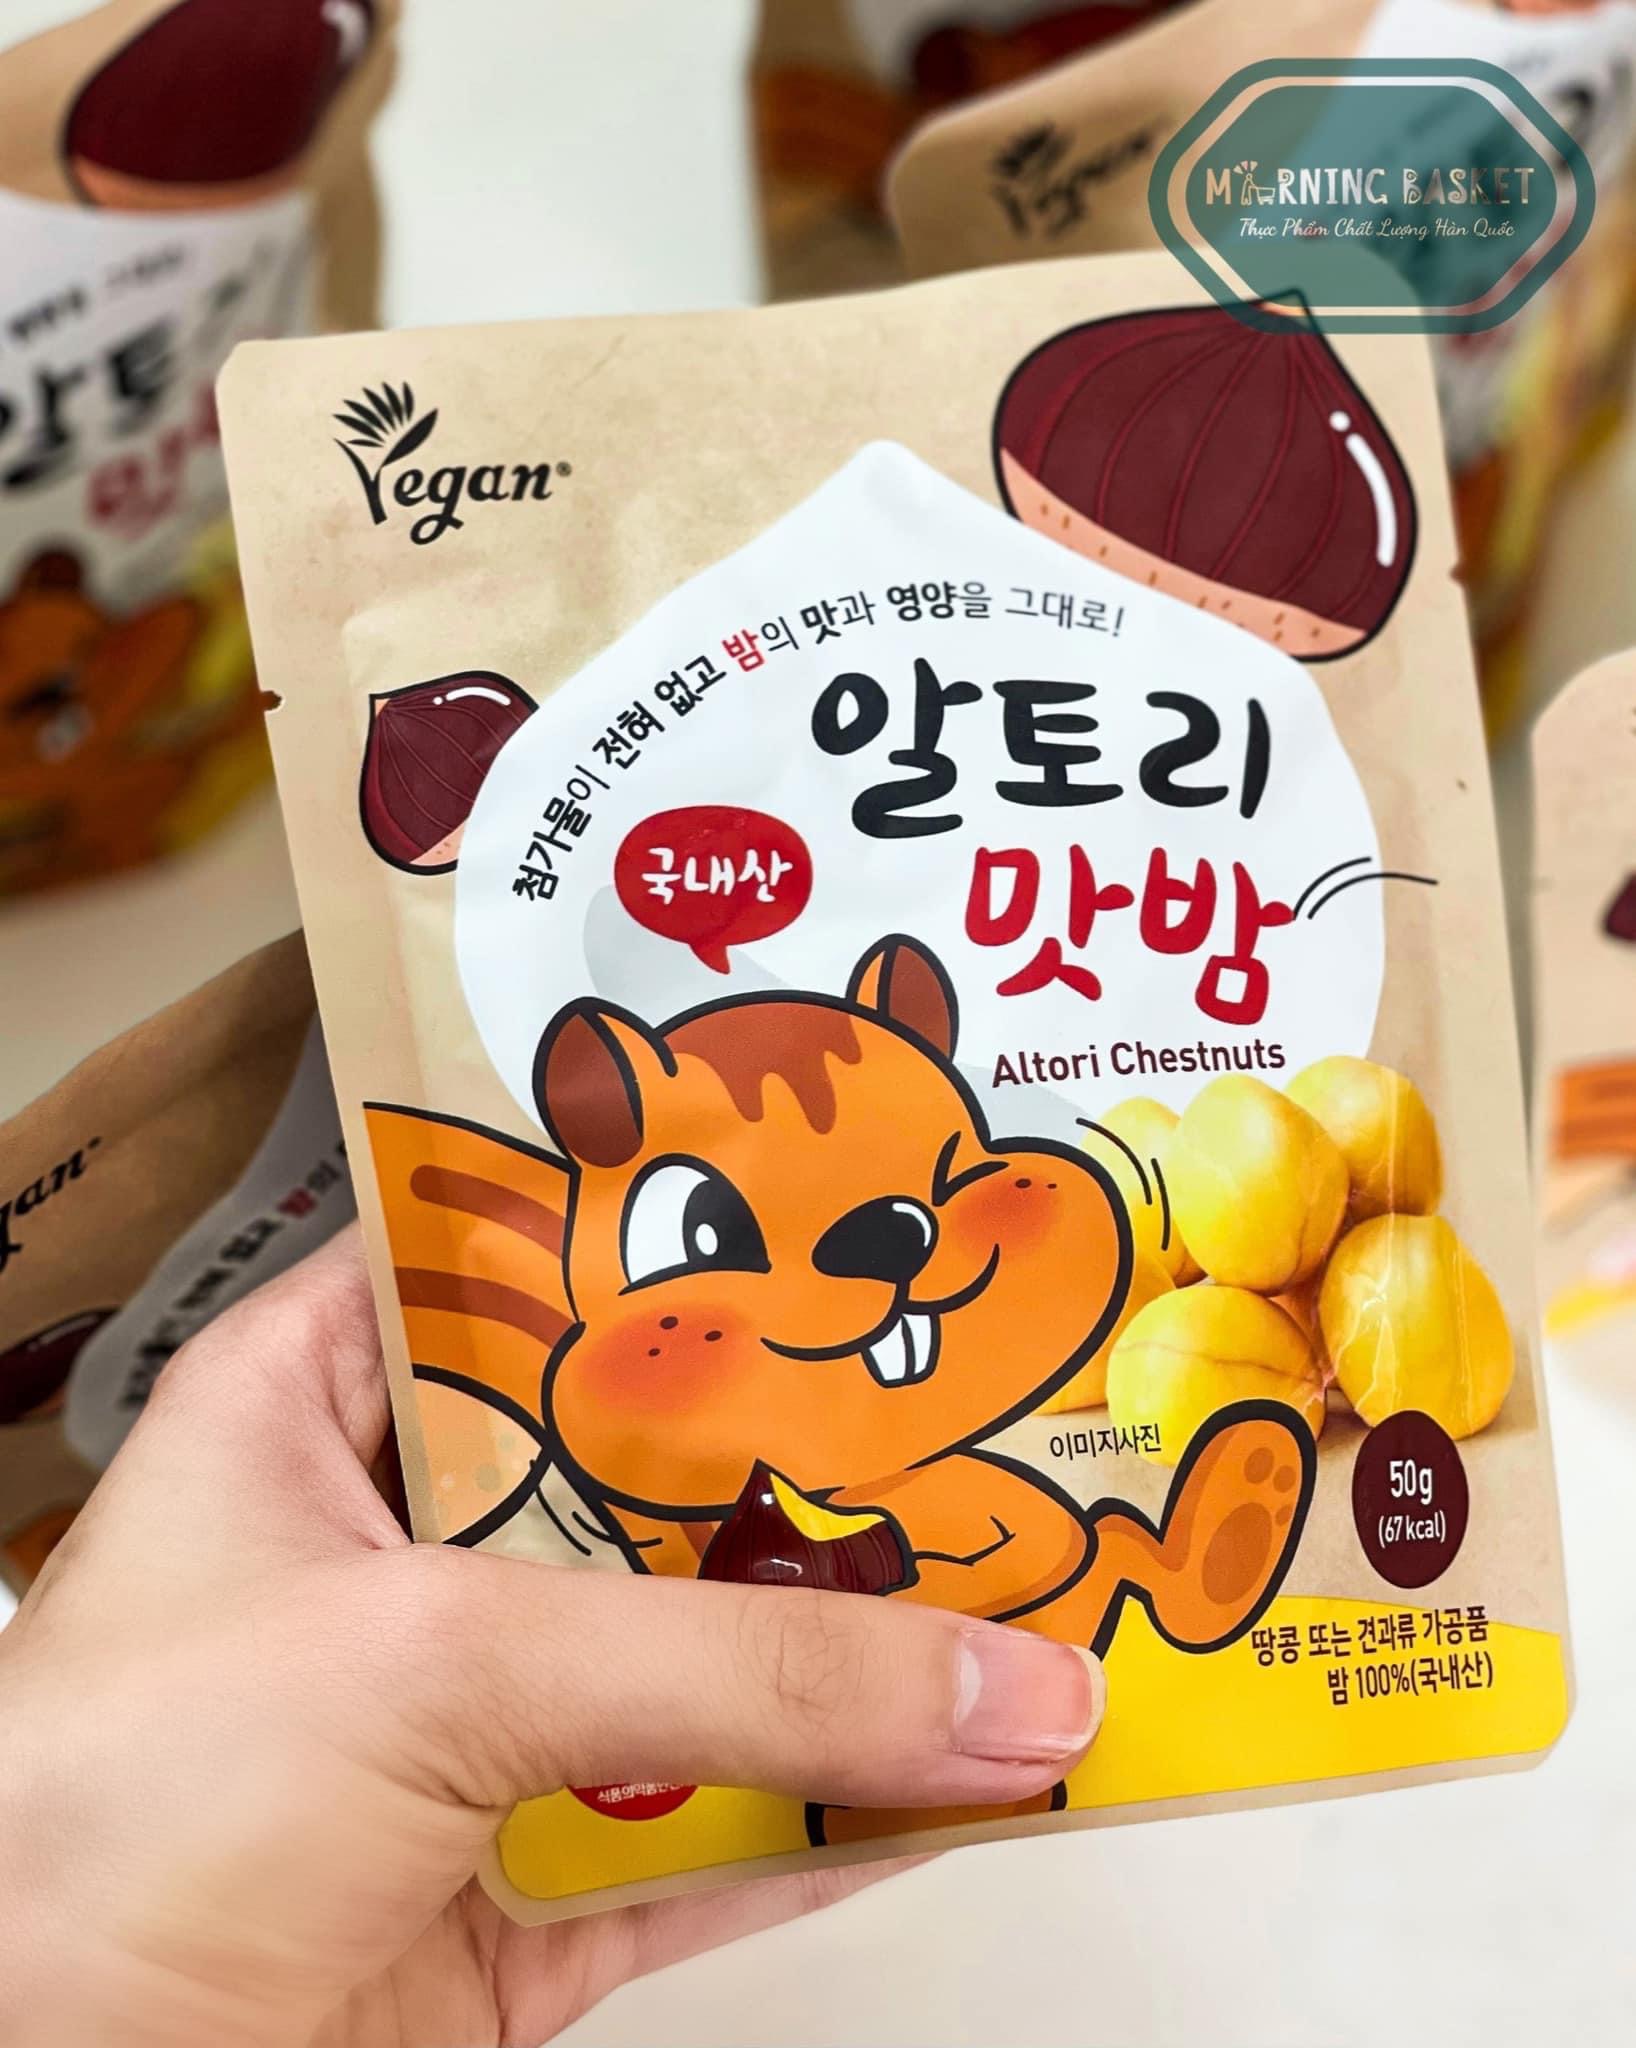 MORNING BASKET
Thực Phẩm Chất Lượng Hàn Quốc
Vegan
Vegan®
첨가물이 전혀 없고 밤의 맛과 영양을 그대로!
알토리
국내산
맛밤
Altori Chestnuts
이미지사진
50g
(67 kcal)
땅콩 또는 견과류 가공품
밤 100%(국내산)